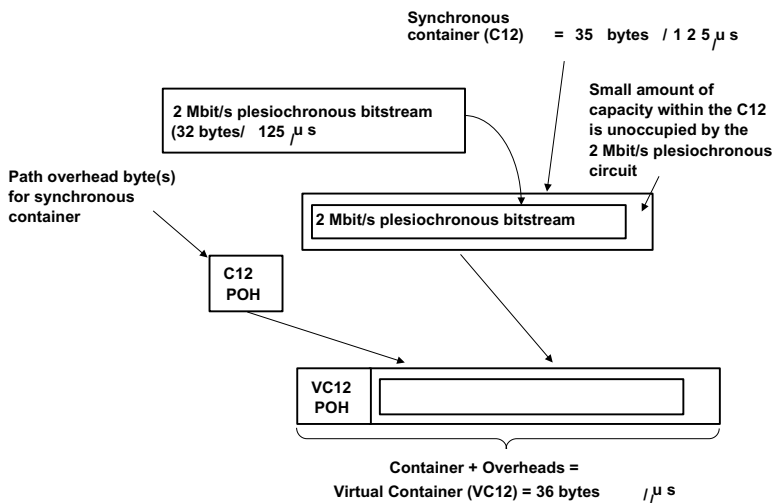 Synchronous
container (C12) = 35 bytes / 1 2 5 /µ s
2 Mbit/s plesiochronous bitstream
(32 bytes/ 125 /µ s
Small amount of
capacity within the C12
is unoccupied by the
2 Mbit/s plesiochronous
circuit
Path overhead byte(s)
for synchronous
container
2 Mbit/s plesiochronous bitstream
C12
POH
VC12
POH
Container + Overheads =
Virtual Container (VC12) = 36 bytes /µ s